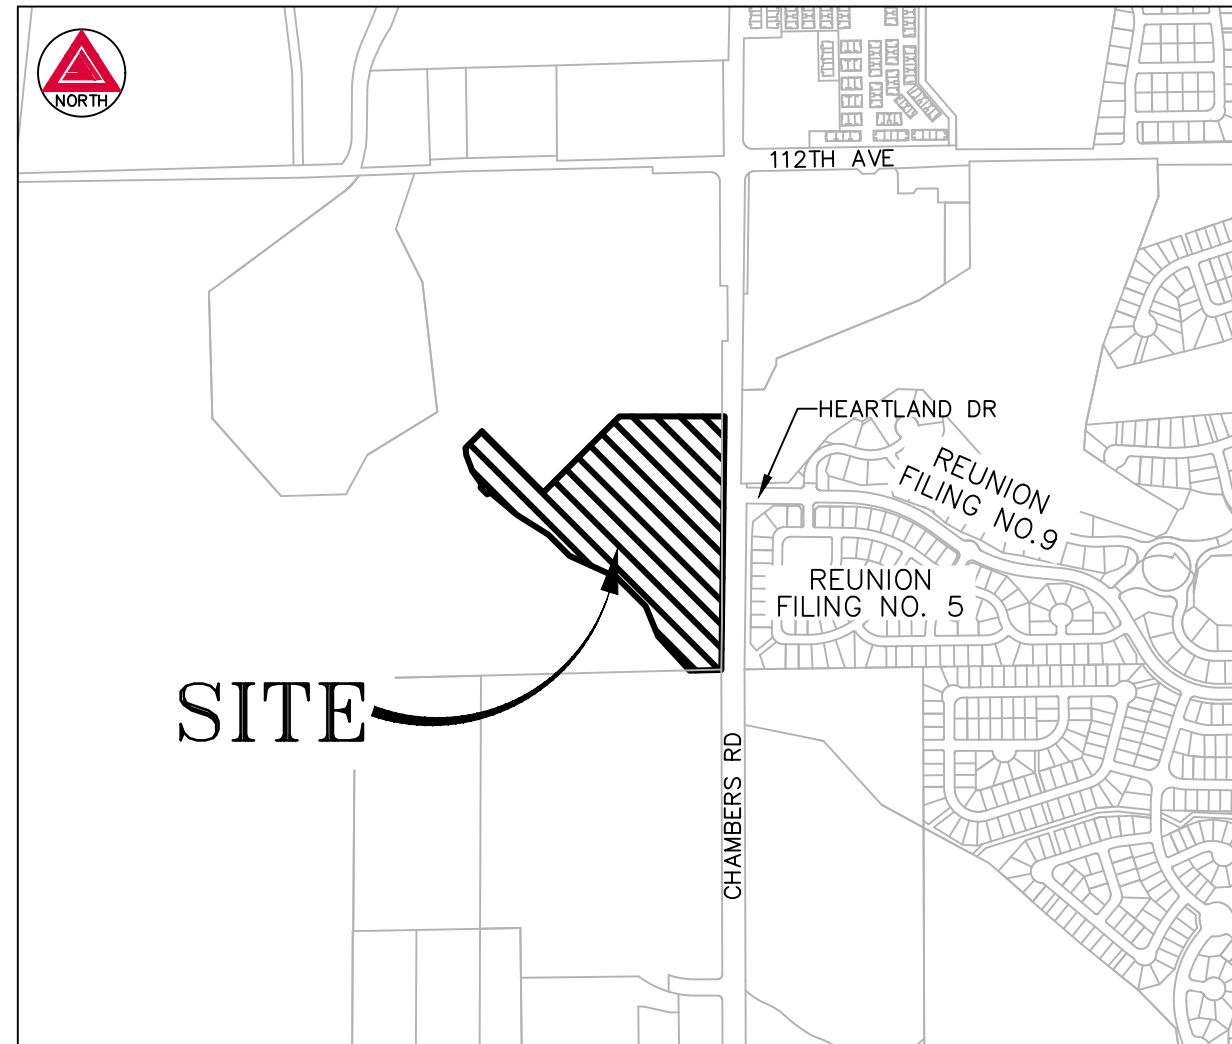 NORTH
112TH AVE
HEARTLAND DR
REUNION
FILING NO.9
REUNION
FILING NO. 5
SITE
CHAMBERS RD